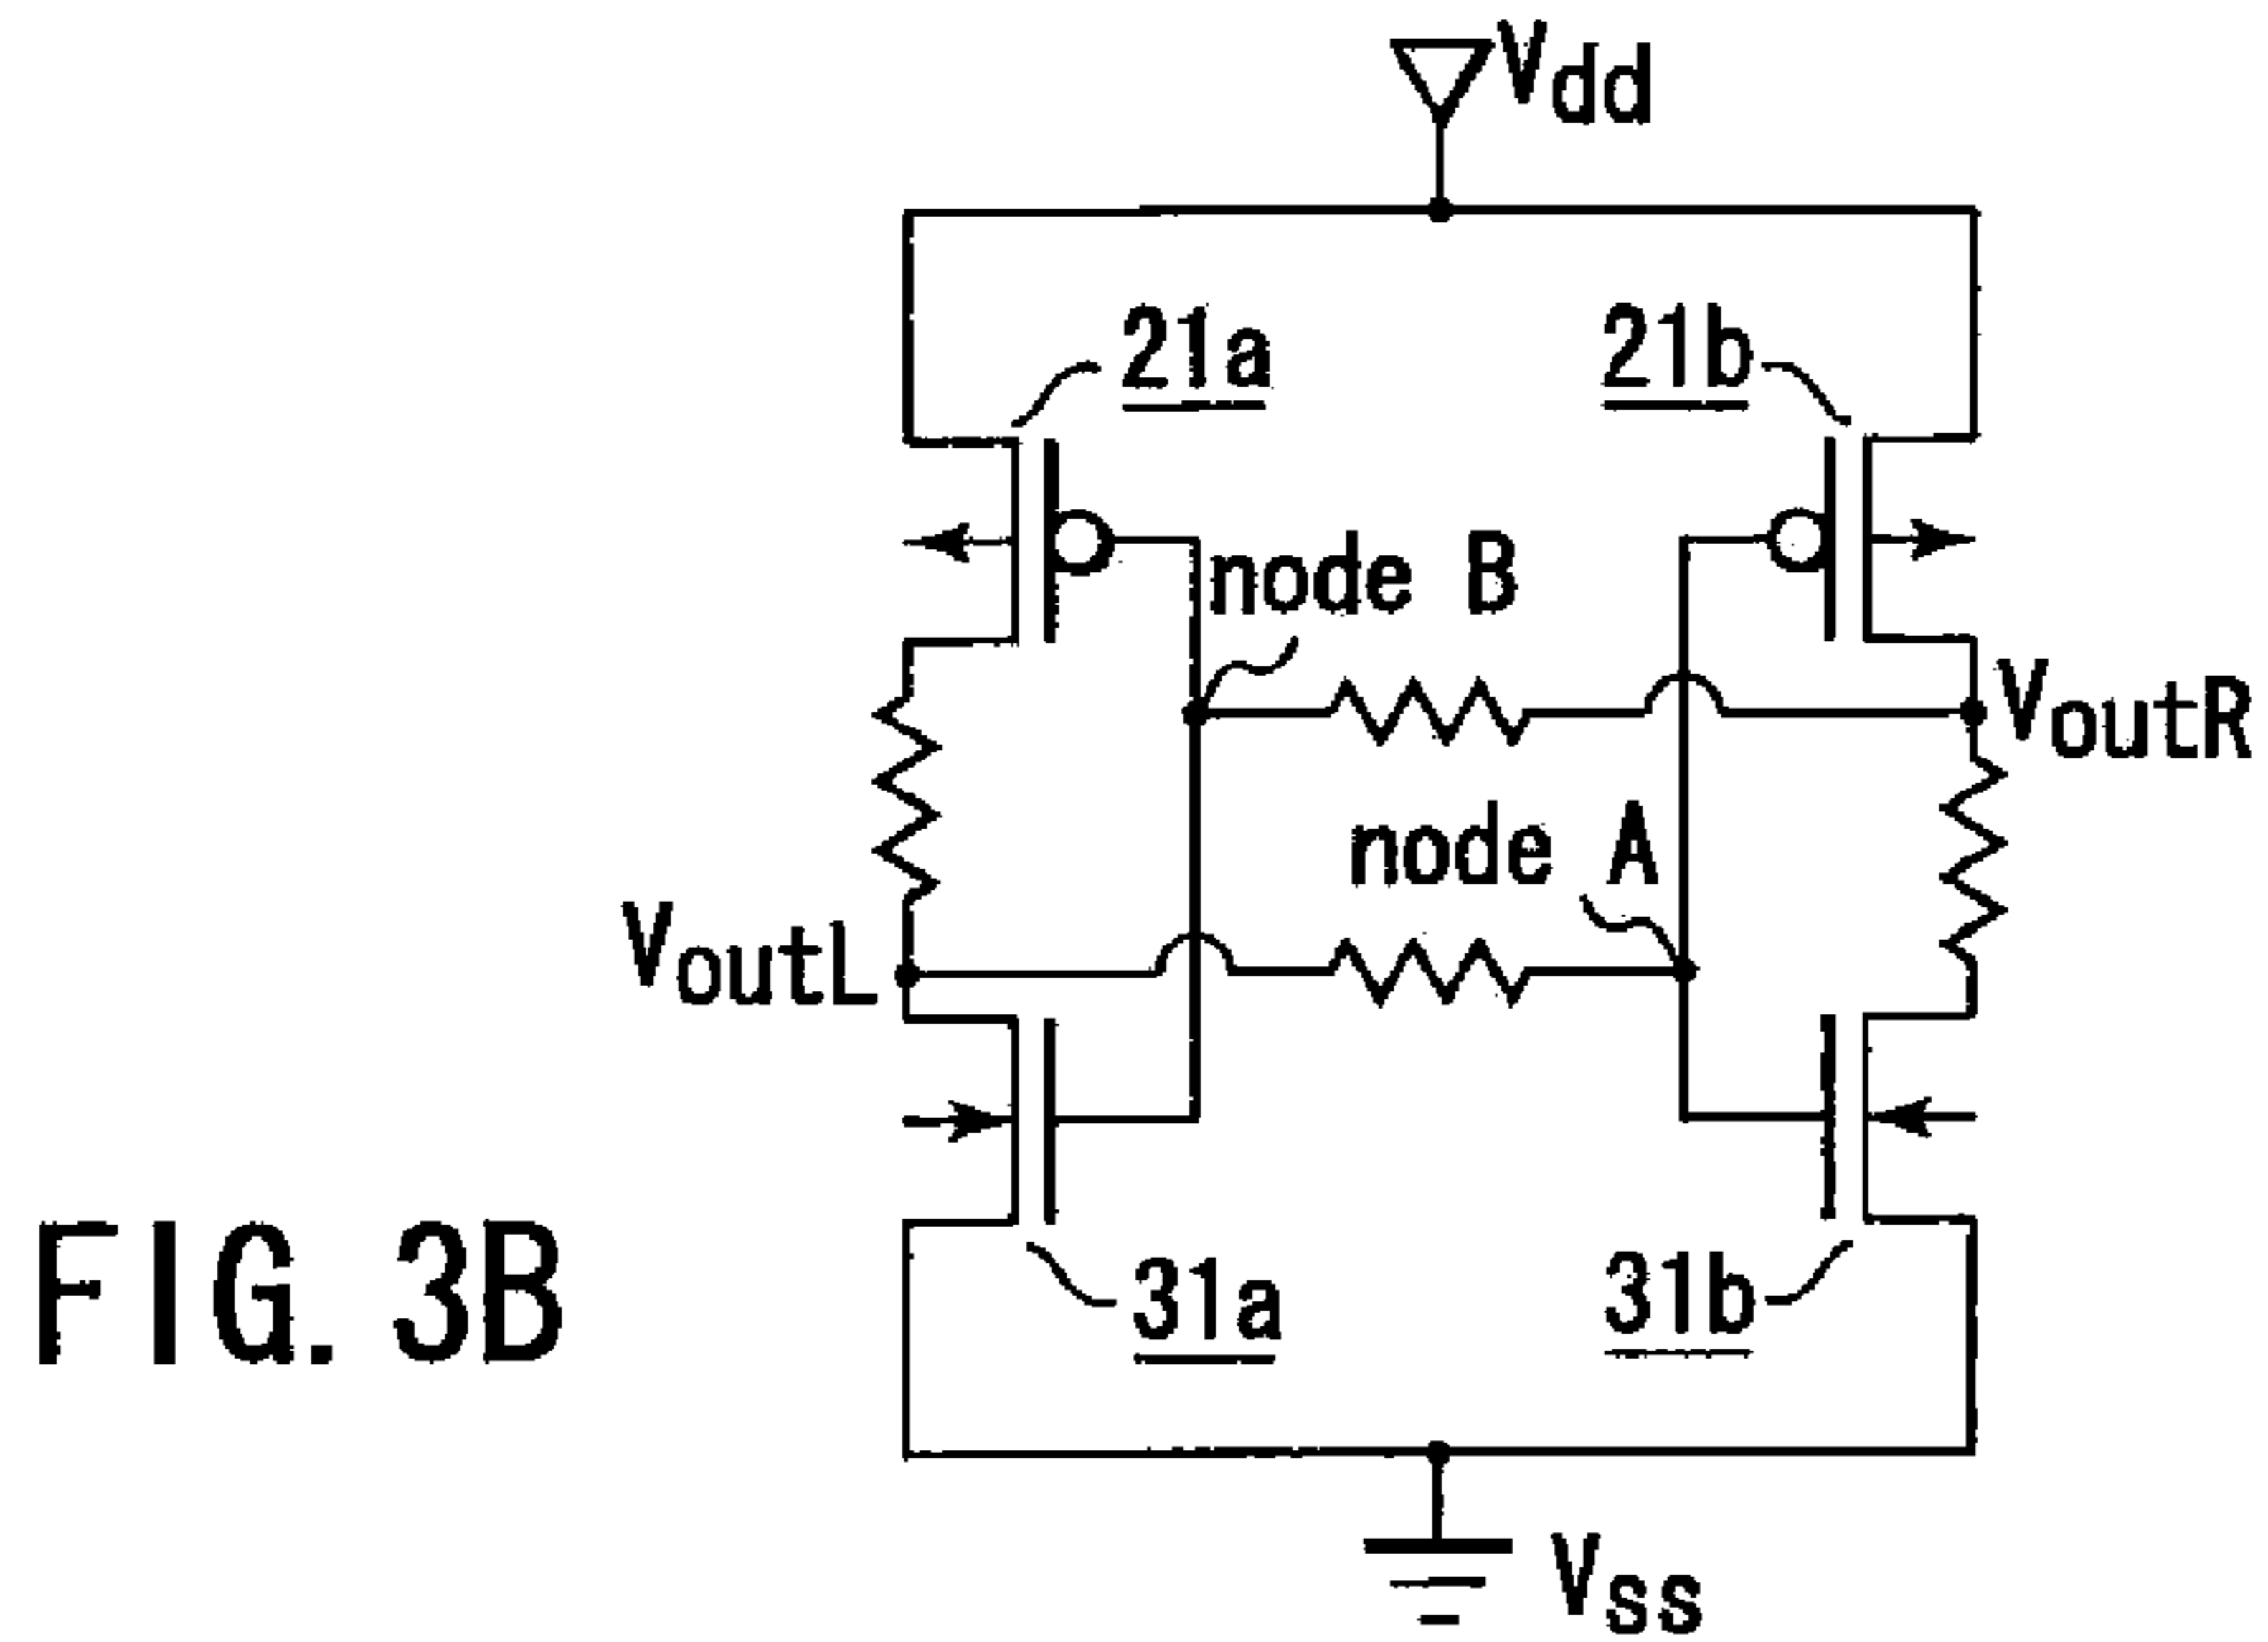 Vdd
21a
21b
node B
VoutR
node A
VoutL
31a
31b
FIG. 3B
Vss